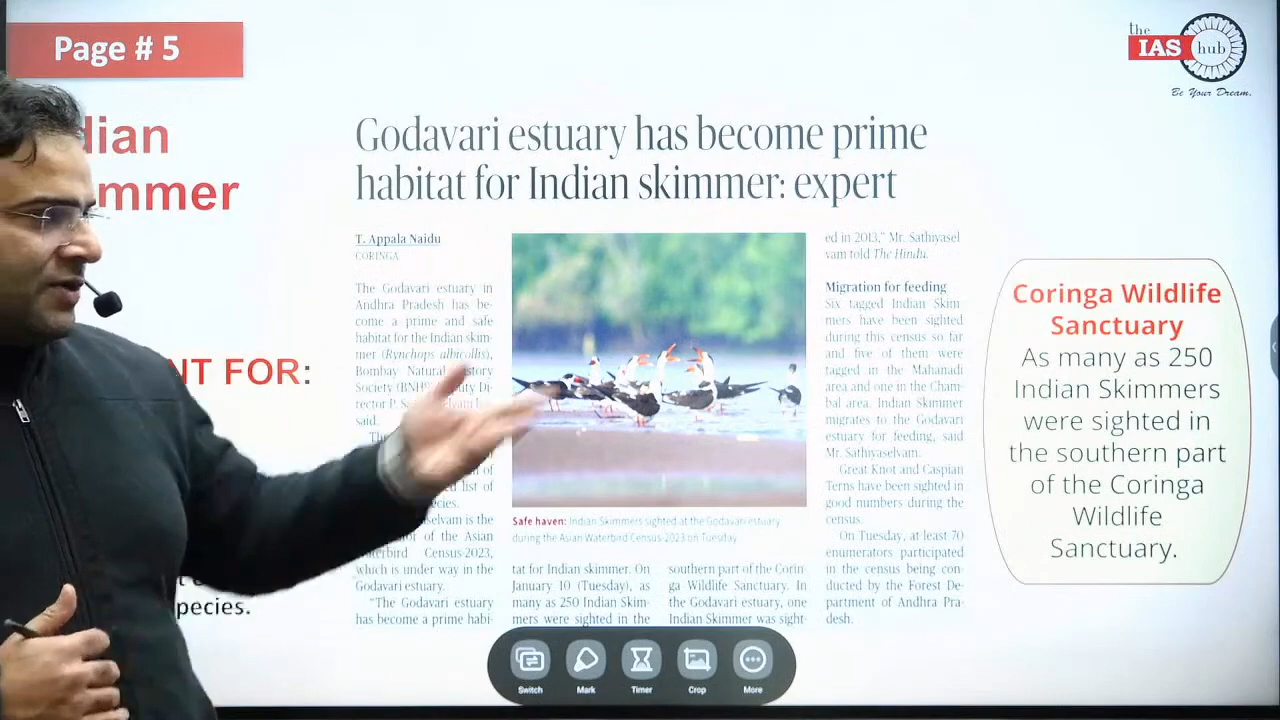 Page # 5
the
IAS hub
Be Your Dream.
dian
mmer
NT FOR:
pecies.
Godavari estuary has become prime
habitat for Indian skimmer: expert
T. Appala Naidu
CORINGA
The Godavari estuary in
Andhra Pradesh has be-
come a prime and safe
habitat for the Indian skim-
mer (Rynchops albicollis),
Bombay Natural
Society (BNH
rector P. S
said.
of
list of
cies.
selvam is the
of the Asian
Waterbird Census-2023,
which is under way in the
Godavari estuary.
"The Godavari estuary
has become a prime habi-
Safe haven: Indian Skimmers sighted at the Godavari estuary
during the Asian Waterbird Census-2023 on Tuesday.
tat for Indian skimmer. On
January 10 (Tuesday), as
many as 250 Indian Skim-
mers were sighted in the
southern part of the Corin-
ga Wildlife Sanctuary. In
the Godavari estuary, one
Indian Skimmer was sight-
ed in 2013," Mr. Sathiyasel
vam told The Hindu.
Migration for feeding
Six tagged Indian Skim-
mers have been sighted
during this census so far
and five of them were
tagged in the Mahanadi
area and one in the Cham-
bal area. Indian Skimmer
migrates to the Godavari
estuary for feeding, said
Mr. Sathiyaselvam.
Great Knot and Caspian
Terns have been sighted in
good numbers during the
census.
On Tuesday, at least 70
enumerators participated
in the census being con-
ducted by the Forest De-
partment of Andhra Pra-
desh.
Coringa Wildlife
Sanctuary
As many as 250
Indian Skimmers
were sighted in
the southern part
of the Coringa
Wildlife
Sanctuary.
Switch
Mark
Timer
Crop
More